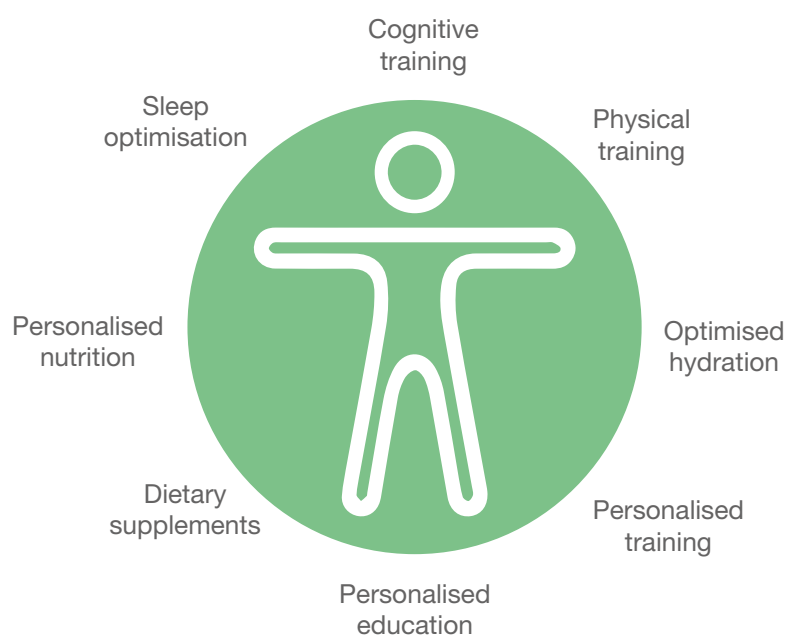 Cognitive
training
Physical
training
Optimised
hydration
Personalised
training
Personalised
education
Dietary
supplements
Personalised
nutrition
Sleep
optimisation